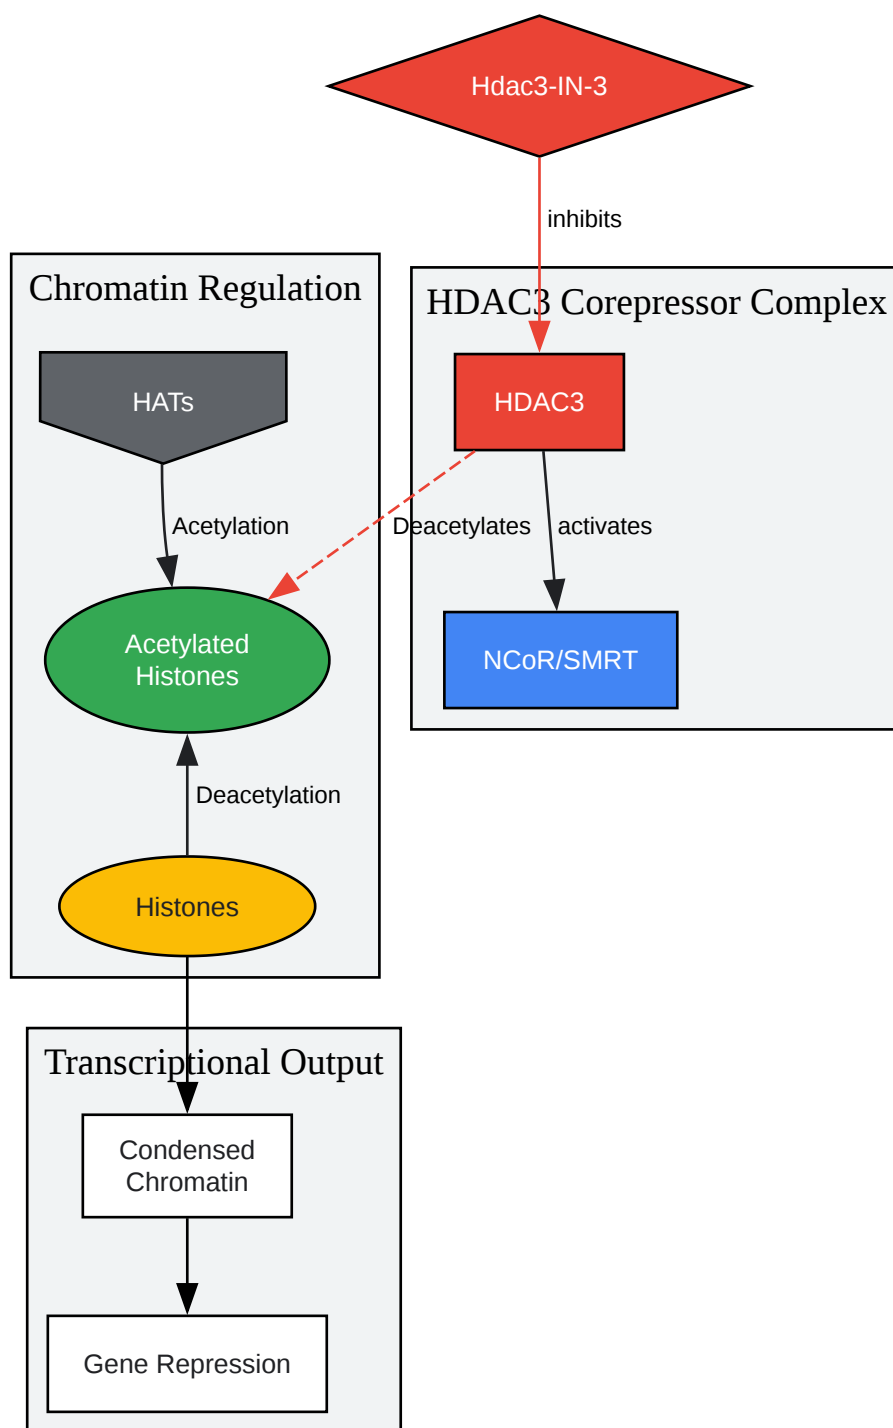 Hdac3-IN-3
inhibits
Chromatin Regulation
HDAC3 Corepressor Complex
HATs
HDAC3
Acetylation
Deacetylates
activates
Acetylated
Histones
NCoR/SMRT
Deacetylation
Histones
Transcriptional Output
Condensed
Chromatin
Gene Repression